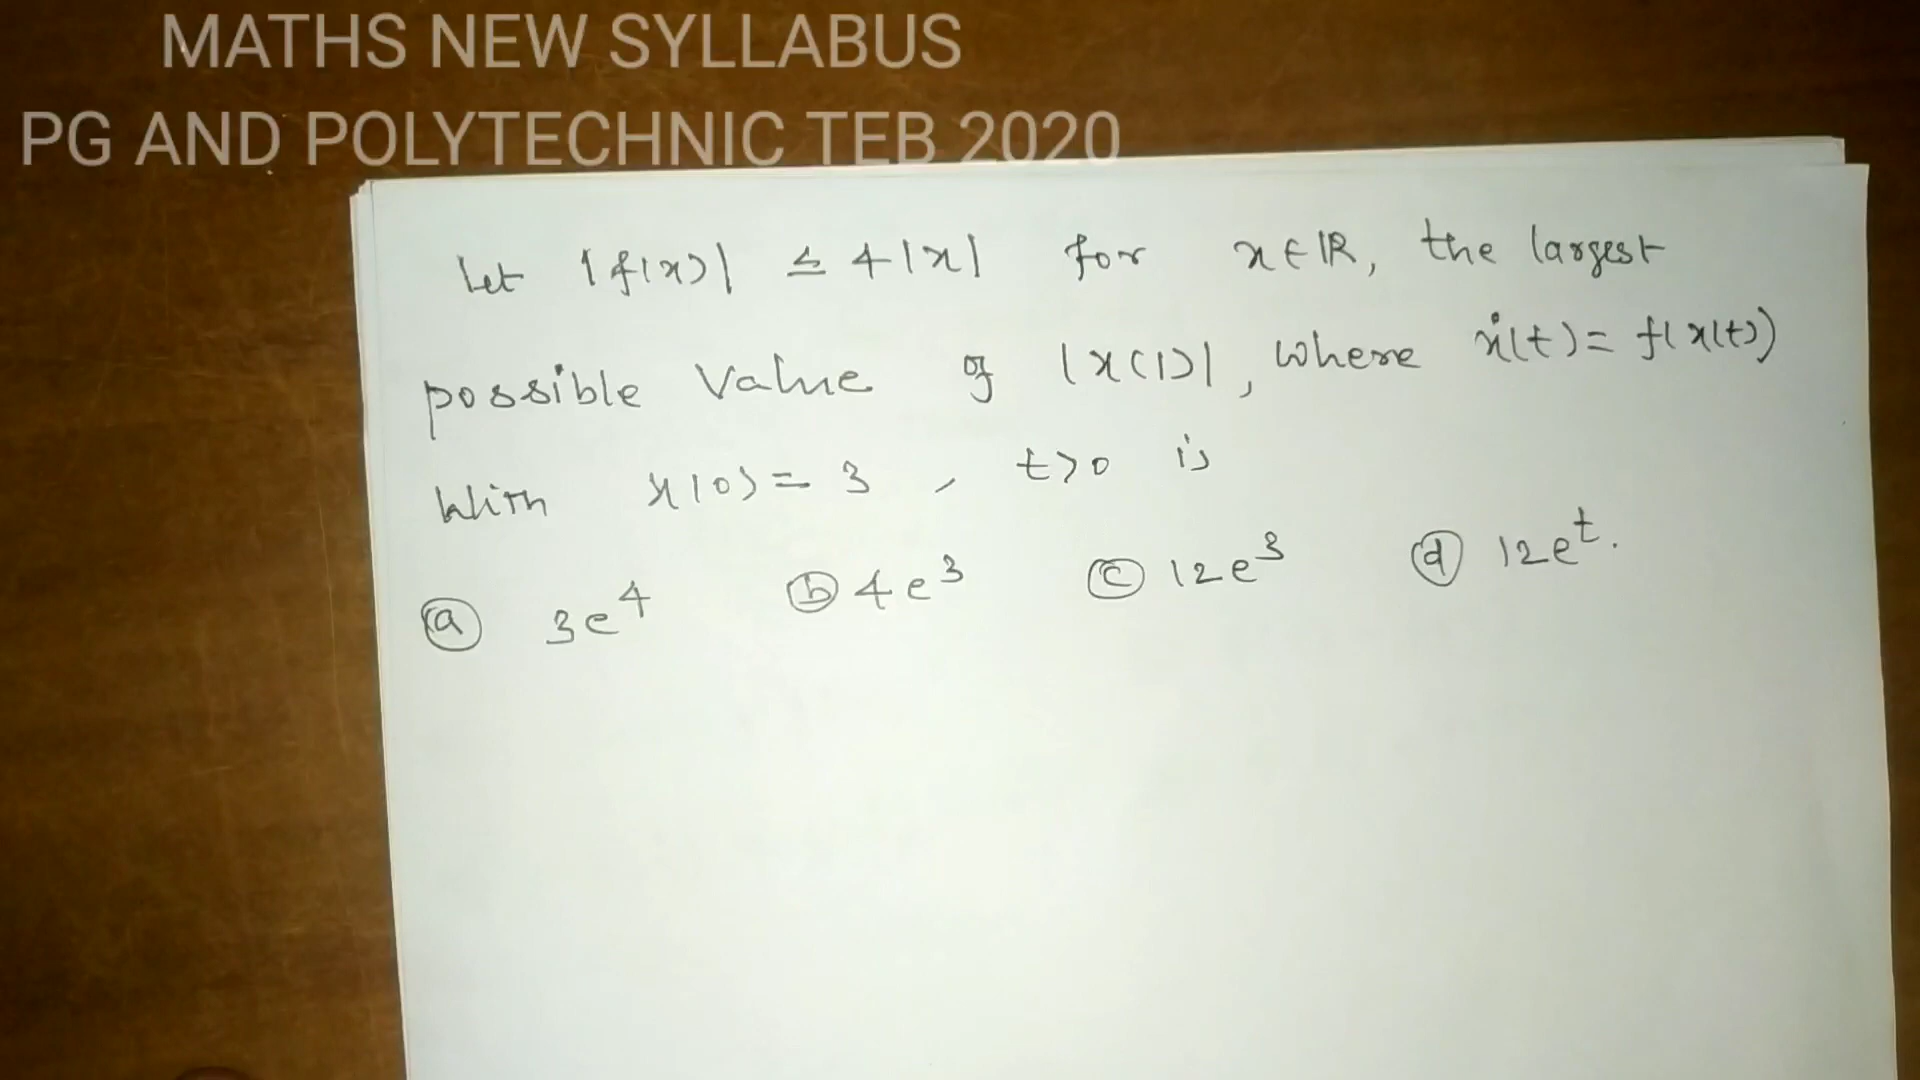 MATHS NEW SYLLABUS
PG AND POLYTECHNIC TEB 2020
Let |f(x)| ≤ 4|x| for x∈ℝ, the largest
possible value of |x(1)|, where ẋ(t) = f(x(t))
With x(0) = 3 , t>0 is
ⓐ 3e⁴ ⓑ 4e³ ⓒ 12e³ ⓓ 12eᵗ.